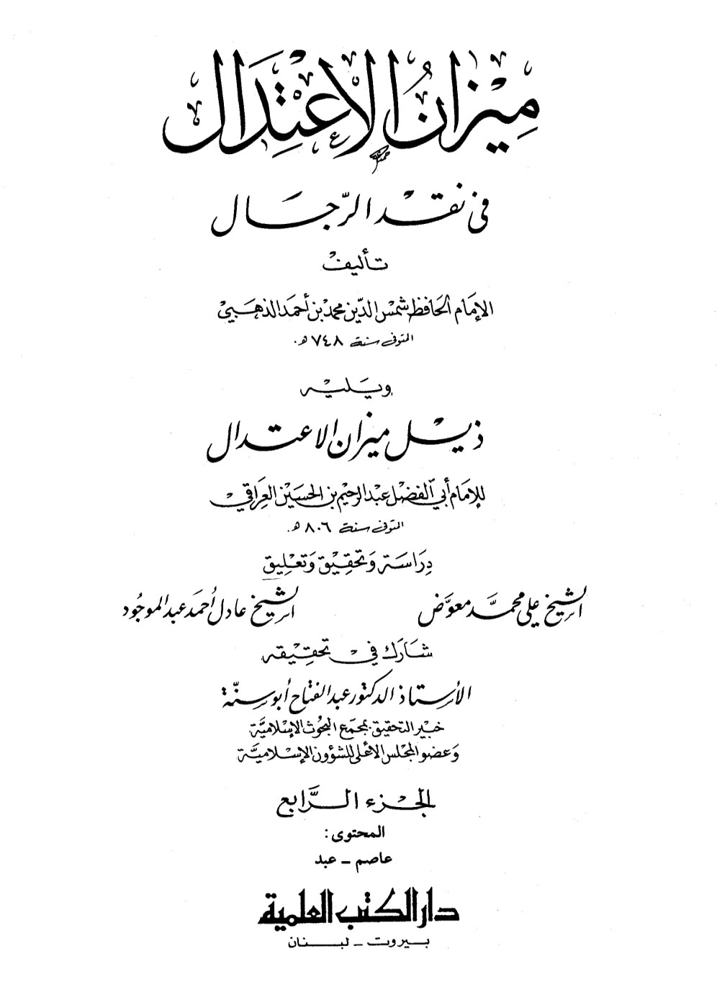 ميزان الاعتدال
في نقد الرجال
تأليف
الإمام الحافظ شمس الدين محمد بن أحمد الذهبي
المتوفى سنة ٧٤٨ هـ.
ويليه
ذيل ميزان الاعتدال
للإمام أبي الفضل عبد الرحيم بن الحسين العراقي
المتوفى سنة ٨٠٦ هـ.
دراسة وتحقيق وتعليق
الشيخ علي محمد معوض الشيخ عادل أحمد عبد الموجود
شارك في تحقيقه
الأستاذ الدكتور عبد الفتاح أبو سنة
خبير التحقيق بمجمع البحوث الإسلامية
وعضو المجلس الأعلى للشؤون الإسلامية
الجزء الرابع
المحتوى:
عاصم - عبد
دار الكتب العلمية
بيروت - لبنان